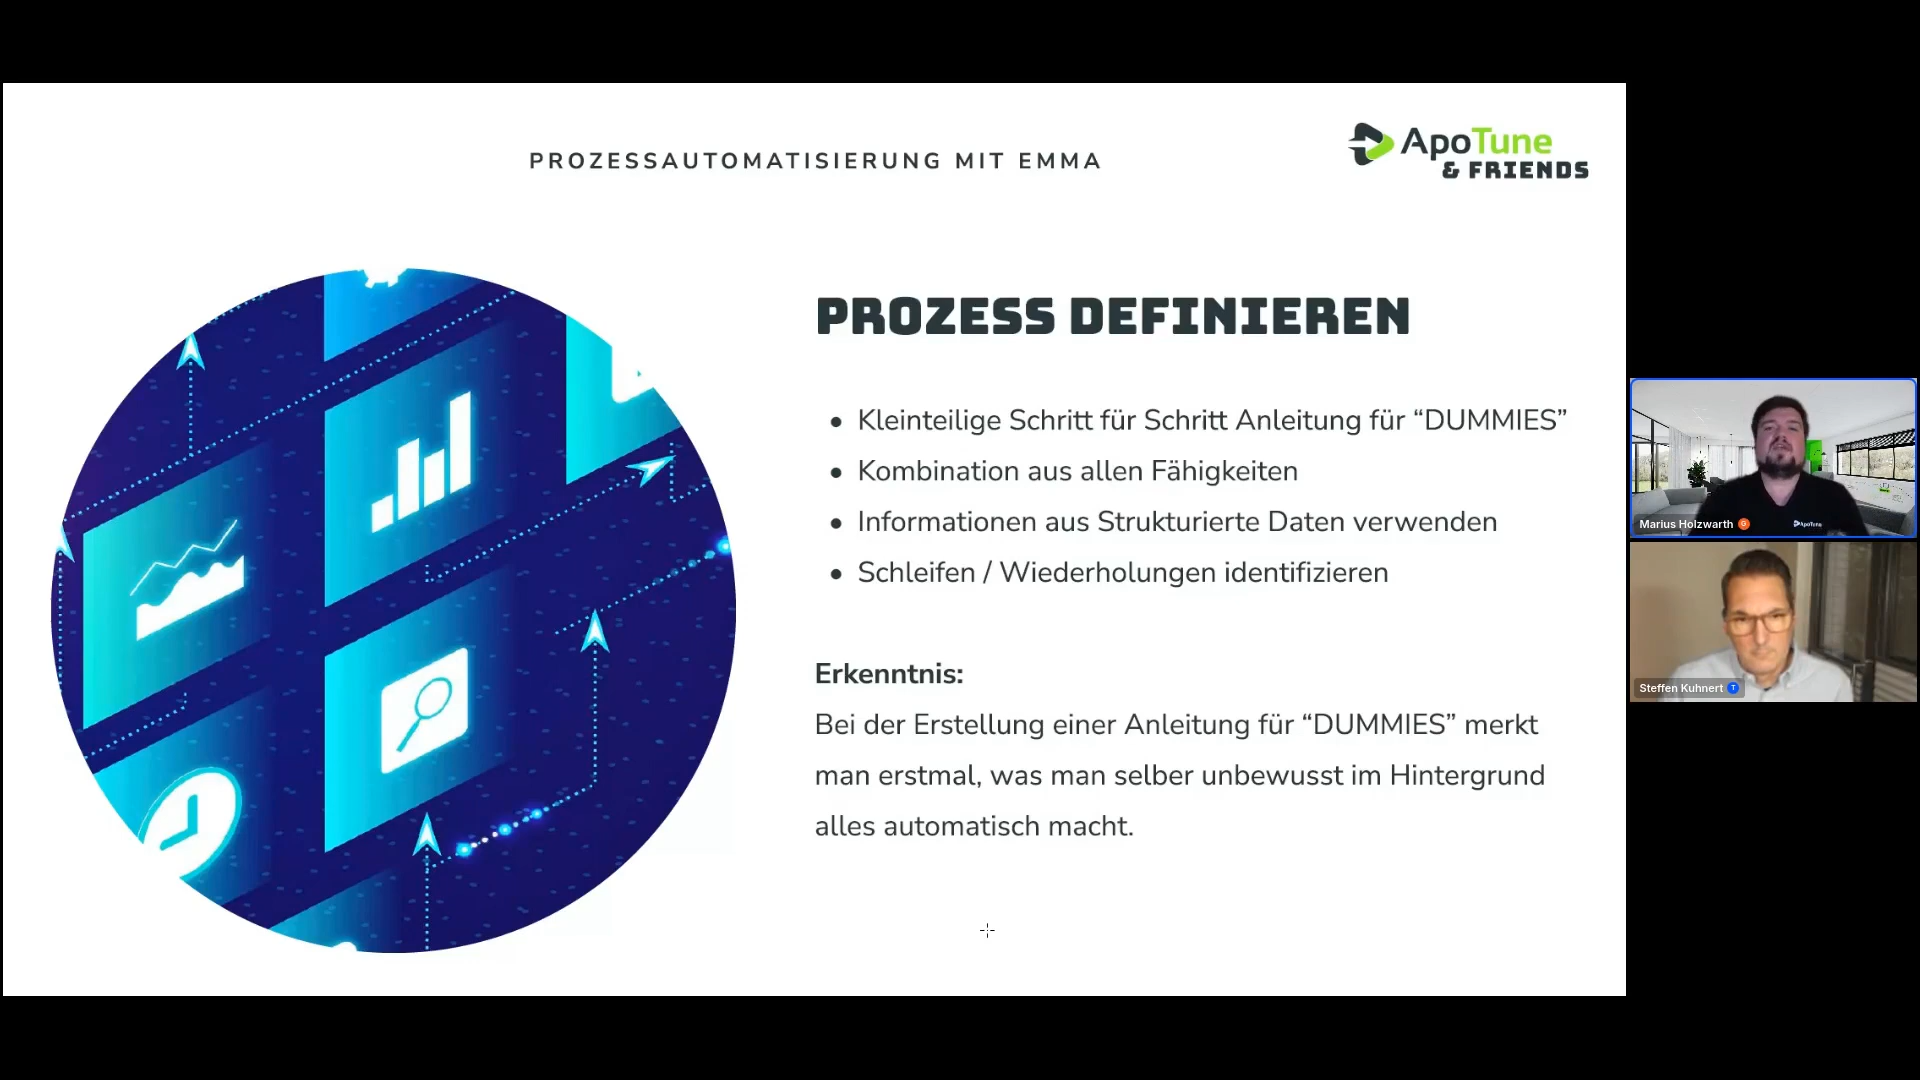 PROZESSAUTOMATISIERUNG MIT EMMA
ApoTune
& FRIENDS
PROZESS DEFINIEREN
• Kleinteilige Schritt für Schritt Anleitung für “DUMMIES”
• Kombination aus allen Fähigkeiten
• Informationen aus Strukturierte Daten verwenden
• Schleifen / Wiederholungen identifizieren
Erkenntnis:
Bei der Erstellung einer Anleitung für “DUMMIES” merkt
man erstmal, was man selber unbewusst im Hintergrund
alles automatisch macht.
ApoTune
Marius Holzwarth G
Steffen Kuhnert T